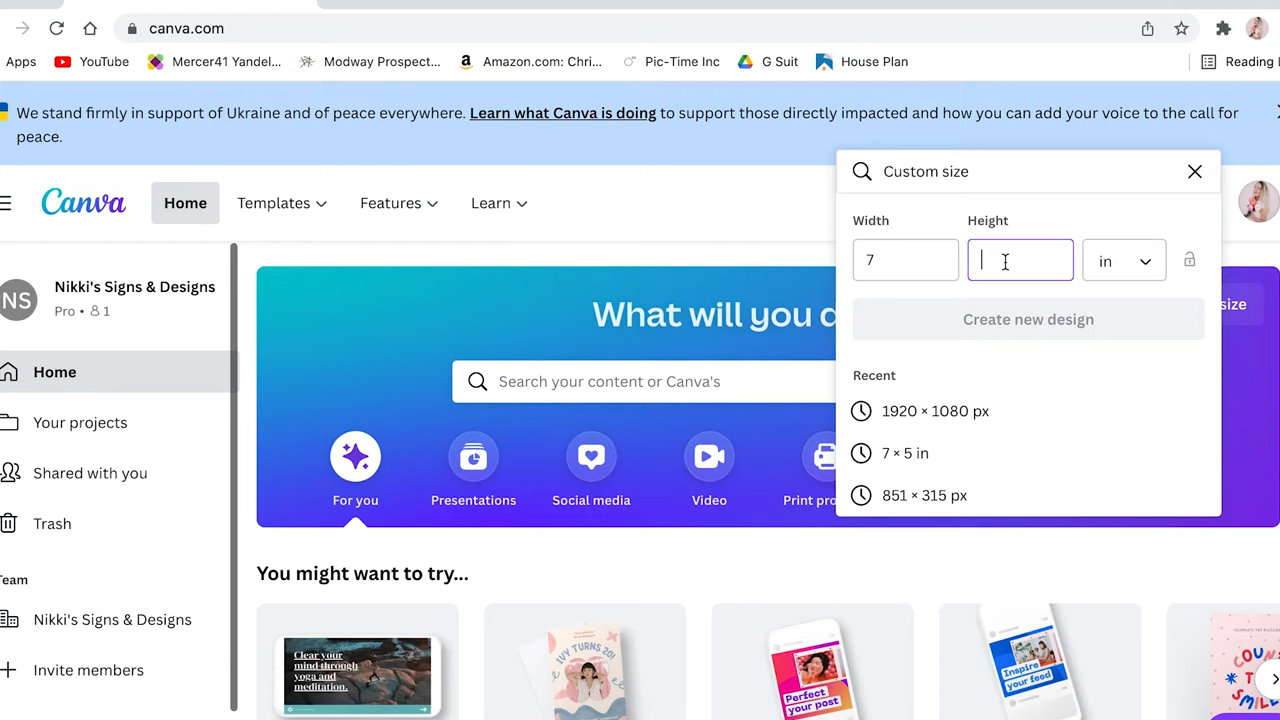 canva.com
Apps YouTube Mercer41 Yandel... Modway Prospect... Amazon.com: Chri... Pic-Time Inc G Suit House Plan Reading
We stand firmly in support of Ukraine and of peace everywhere. Learn what Canva is doing to support those directly impacted and how you can add your voice to the call for
peace.
Canva Home Templates Features Learn
Custom size
Width Height
7 in
Create new design
Recent
1920 × 1080 px
7 × 5 in
851 × 315 px
size
NS
Nikki's Signs & Designs
Pro • 1
Home
Your projects
Shared with you
Trash
Team
Nikki's Signs & Designs
Invite members
What will you d
Search your content or Canva's
For you Presentations Social media Video Print pro
You might want to try...
Clear your
mind through
yoga and
meditation.
IVY TURNS 20!
Perfect
your post
Inspire
your feed
COUN
TO
SMILE